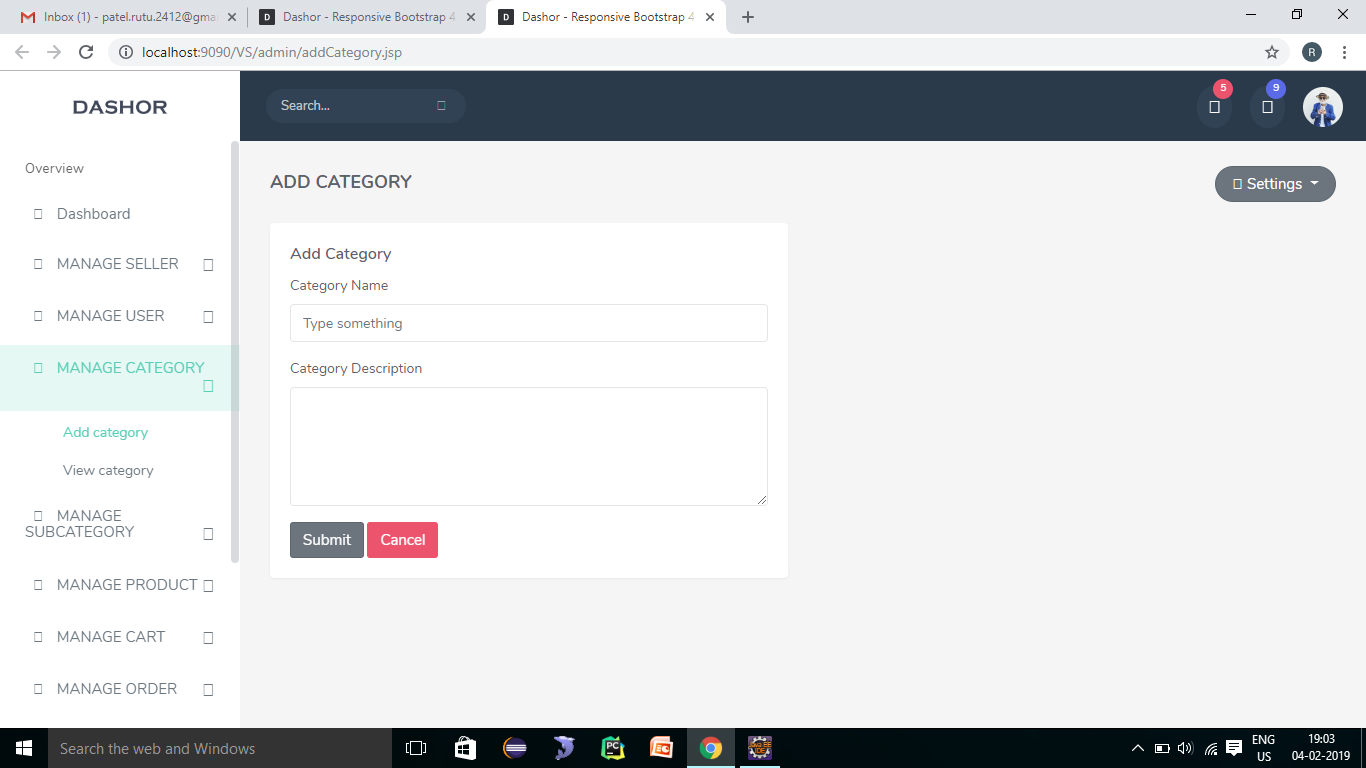 Inbox (1) - patel.rutu.2412@gma
Dashor - Responsive Bootstrap 4
Dashor - Responsive Bootstrap 4
localhost:9090/VS/admin/addCategory.jsp
R
DASHOR
Search...
5
9
Overview
Dashboard
MANAGE SELLER
MANAGE USER
MANAGE CATEGORY
Add category
View category
MANAGE
SUBCATEGORY
MANAGE PRODUCT
MANAGE CART
MANAGE ORDER
ADD CATEGORY
Settings
Add Category
Category Name
Type something
Category Description
Submit
Cancel
Search the web and Windows
ENG
US
19:03
04-02-2019